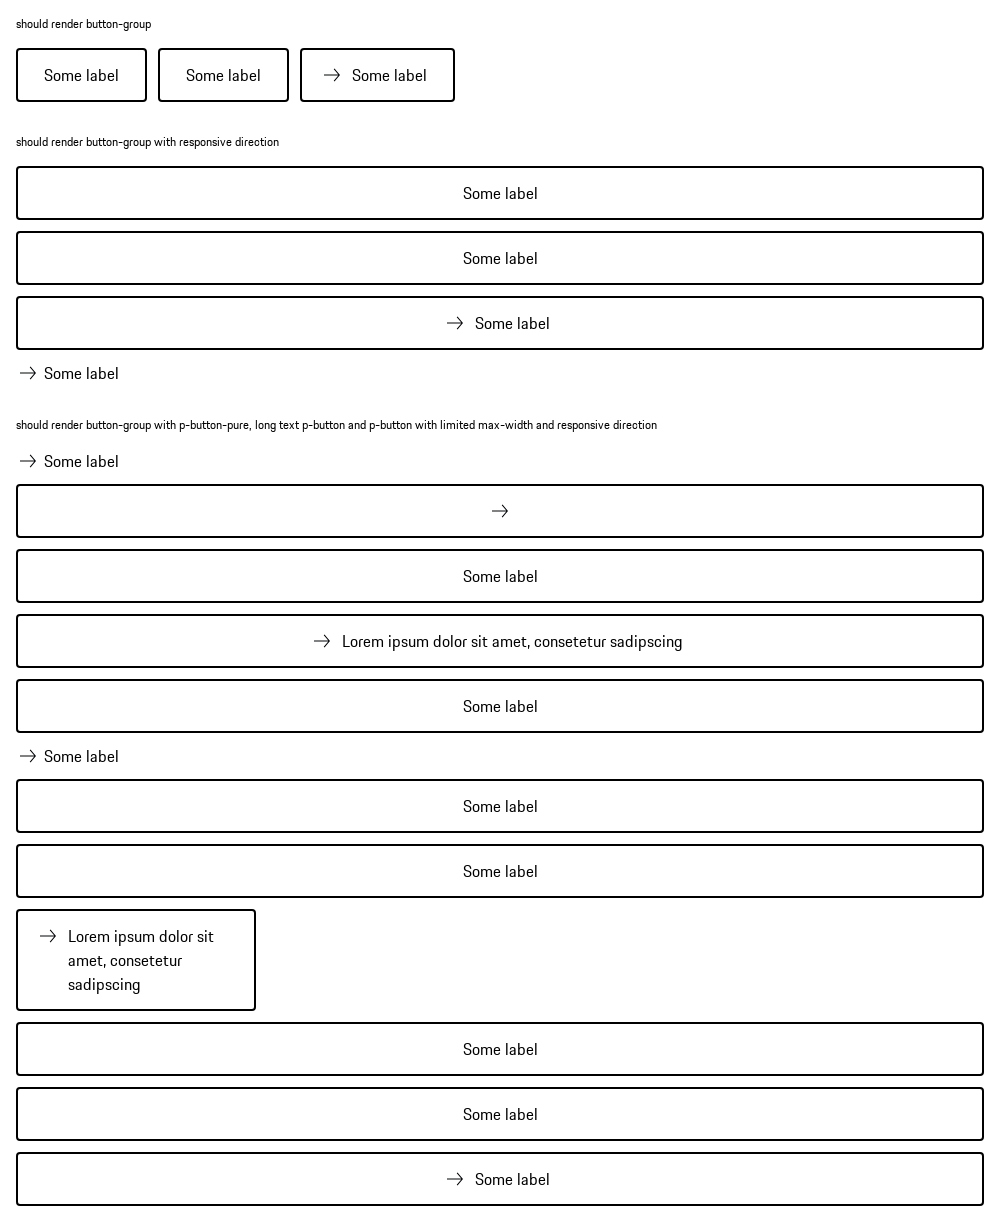 should render button-group
Some label Some label Some label
should render button-group with responsive direction
Some label
Some label
Some label
Some label
should render button-group with p-button-pure, long text p-button and p-button with limited max-width and responsive direction
Some label
Some label
Lorem ipsum dolor sit amet, consetetur sadipscing
Some label
Some label
Some label
Some label
Lorem ipsum dolor sit
amet, consetetur
sadipscing
Some label
Some label
Some label